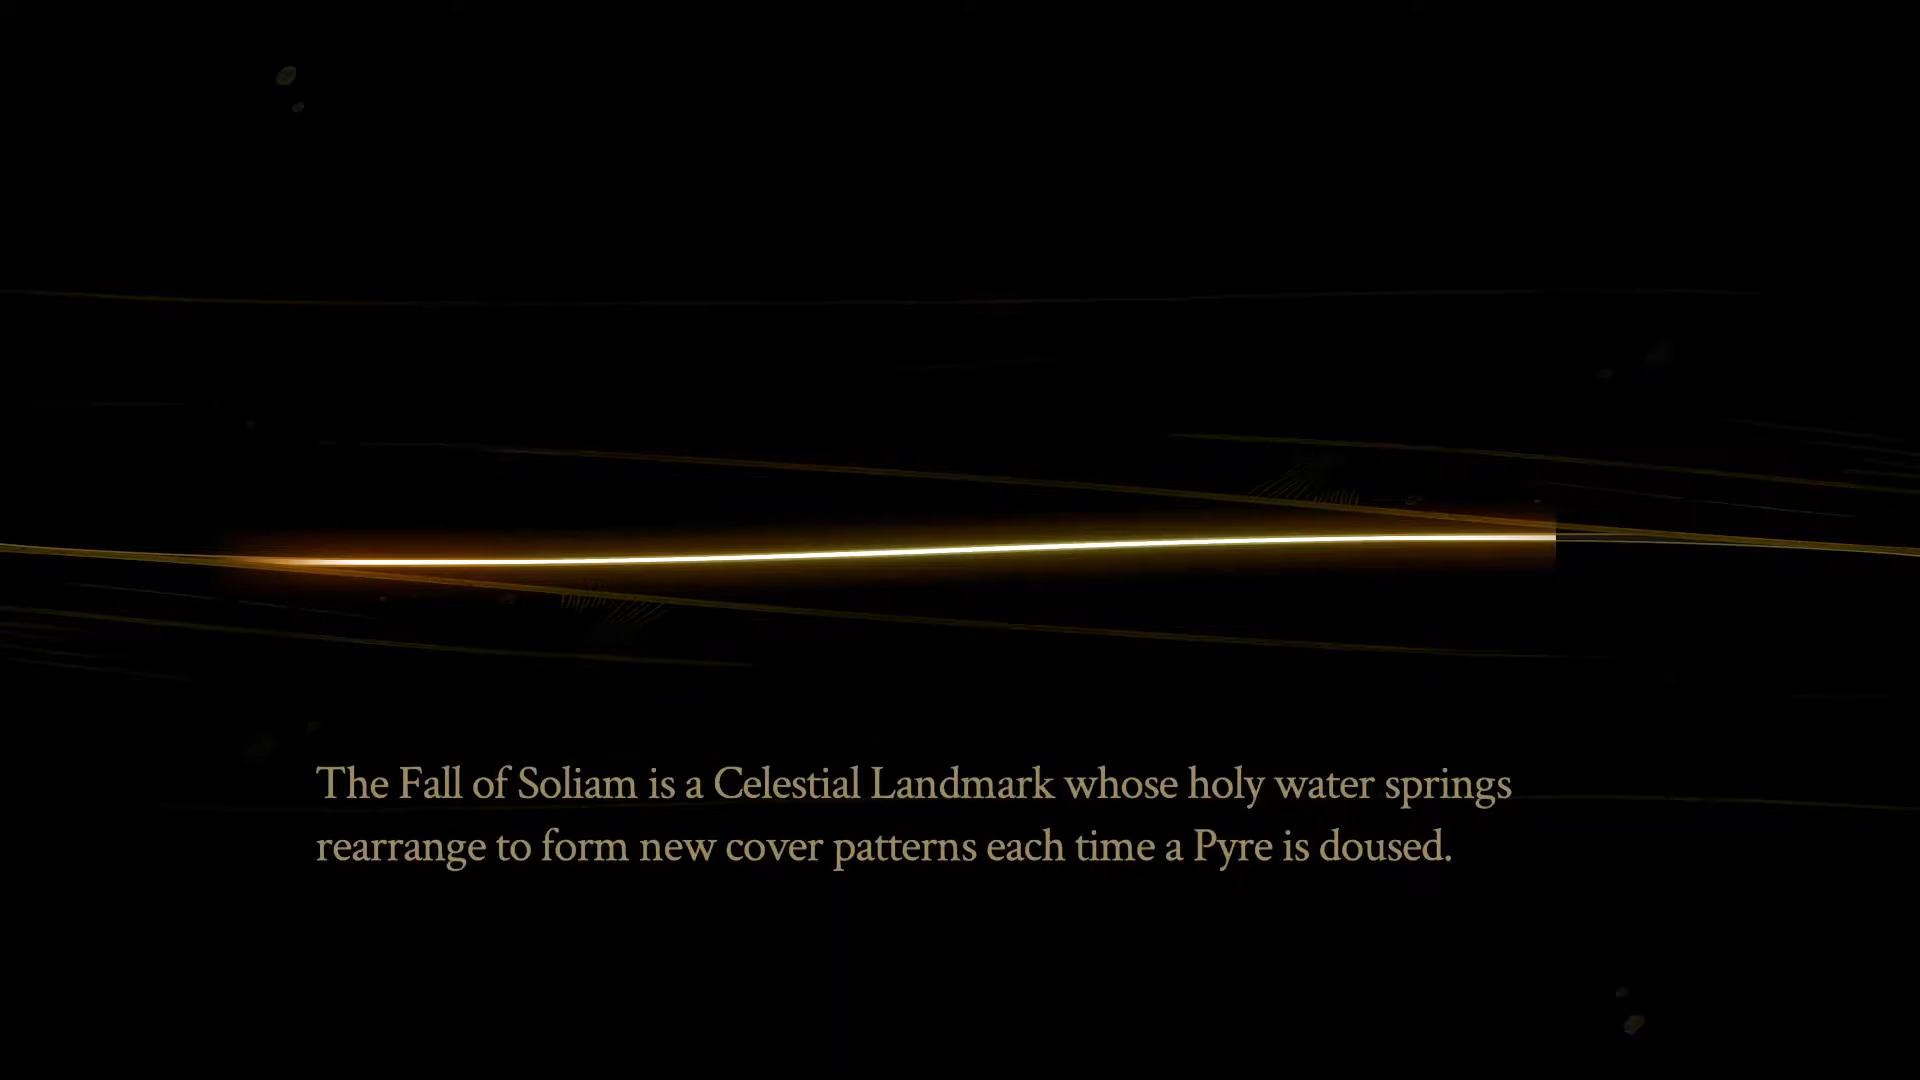 The Fall of Soliam is a Celestial Landmark whose holy water springs
rearrange to form new cover patterns each time a Pyre is doused.